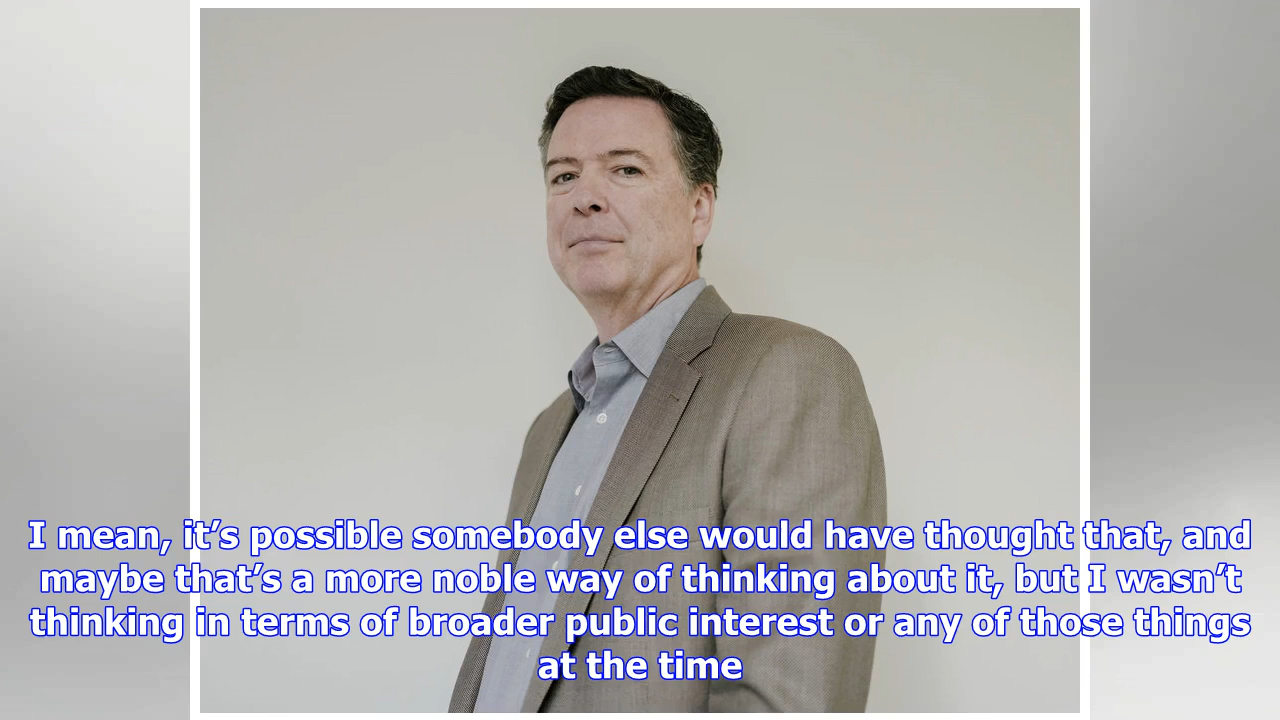 I mean, it’s possible somebody else would have thought that, and
maybe that’s a more noble way of thinking about it, but I wasn’t
thinking in terms of broader public interest or any of those things
at the time